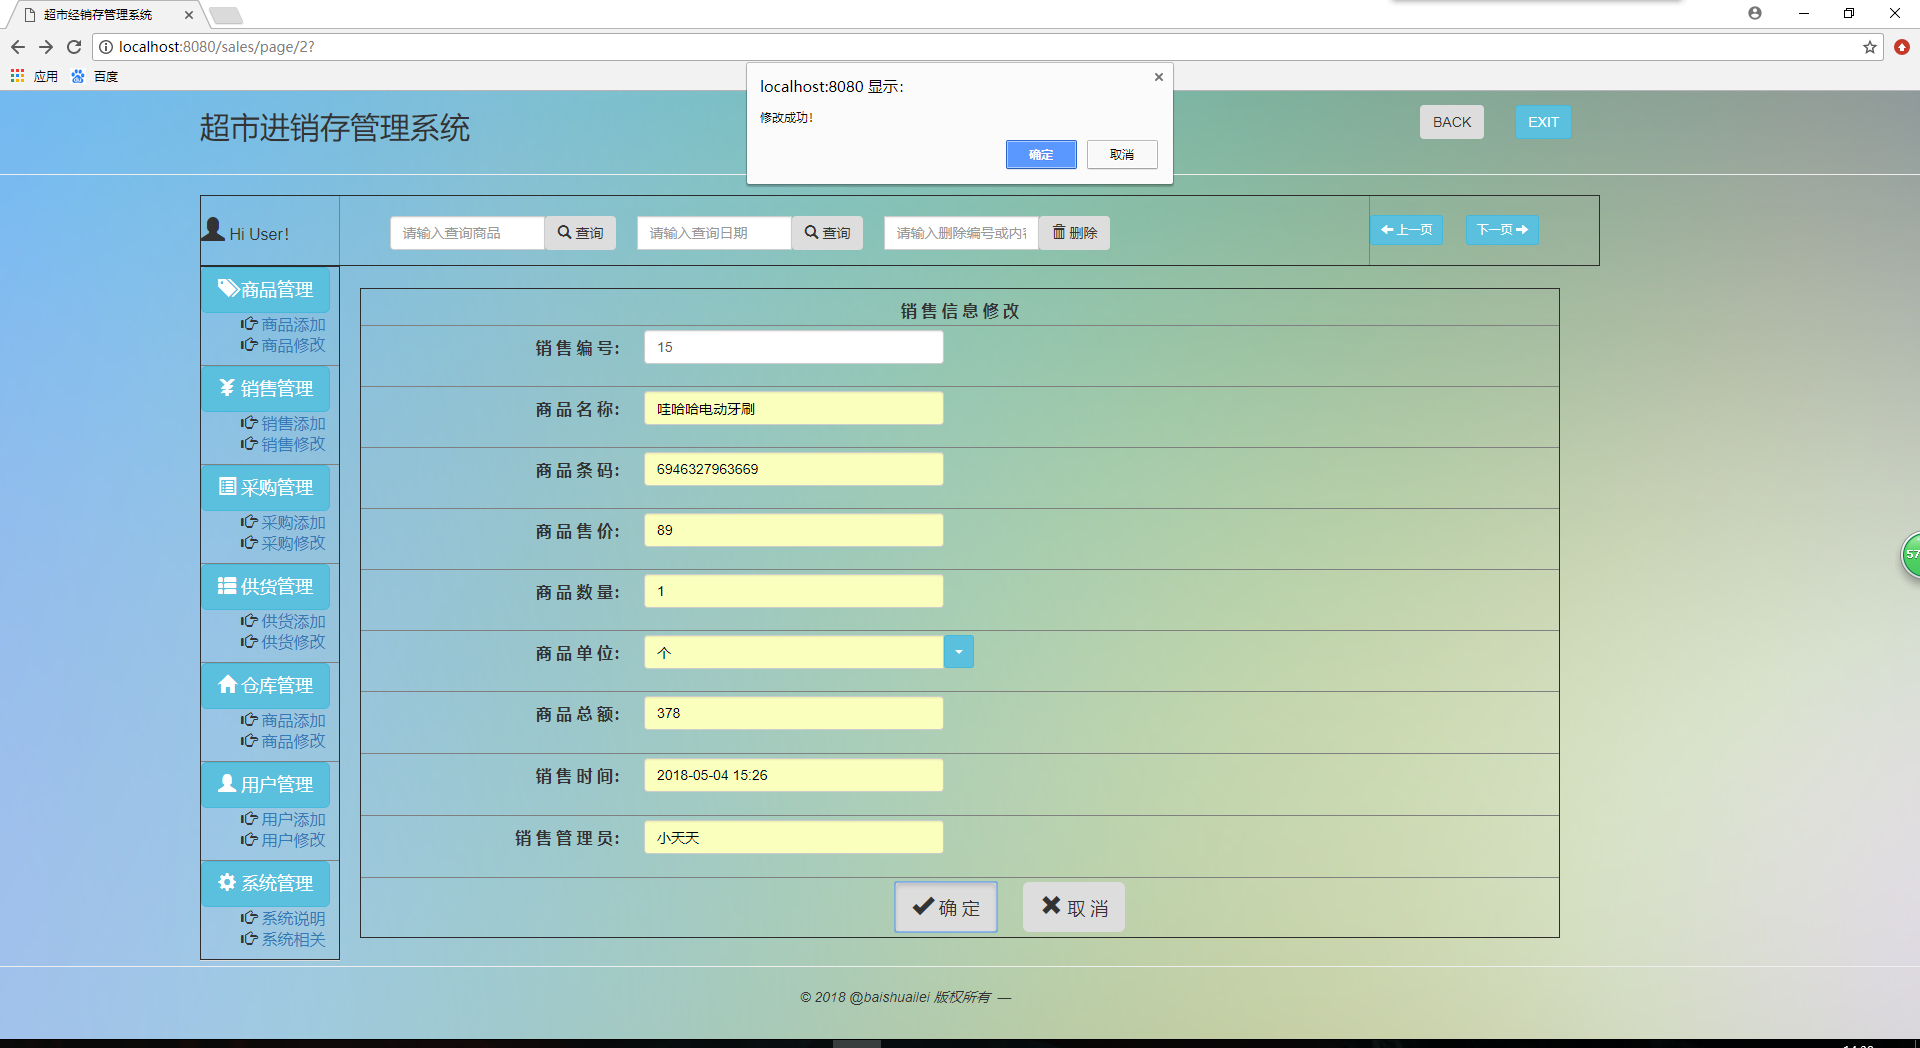 超市经销存管理系统
localhost:8080/sales/page/2?
应用 百度
localhost:8080 显示：
修改成功！
确定 取消
超市进销存管理系统
BACK EXIT
Hi User!
请输入查询商品 查询 请输入查询日期 查询 请输入删除编号或内容 删除 上一页 下一页
商品管理
商品添加
商品修改
销售管理
销售添加
销售修改
采购管理
采购添加
采购修改
供货管理
供货添加
供货修改
仓库管理
商品添加
商品修改
用户管理
用户添加
用户修改
系统管理
系统说明
系统相关
销售信息修改
销售编号: 15
商品名称: 哇哈哈电动牙刷
商品条码: 6946327963669
商品售价: 89
商品数量: 1
商品单位: 个
商品总额: 378
销售时间: 2018-05-04 15:26
销售管理员: 小天天
确定 取消
57
© 2018 @baishuailei 版权所有 —